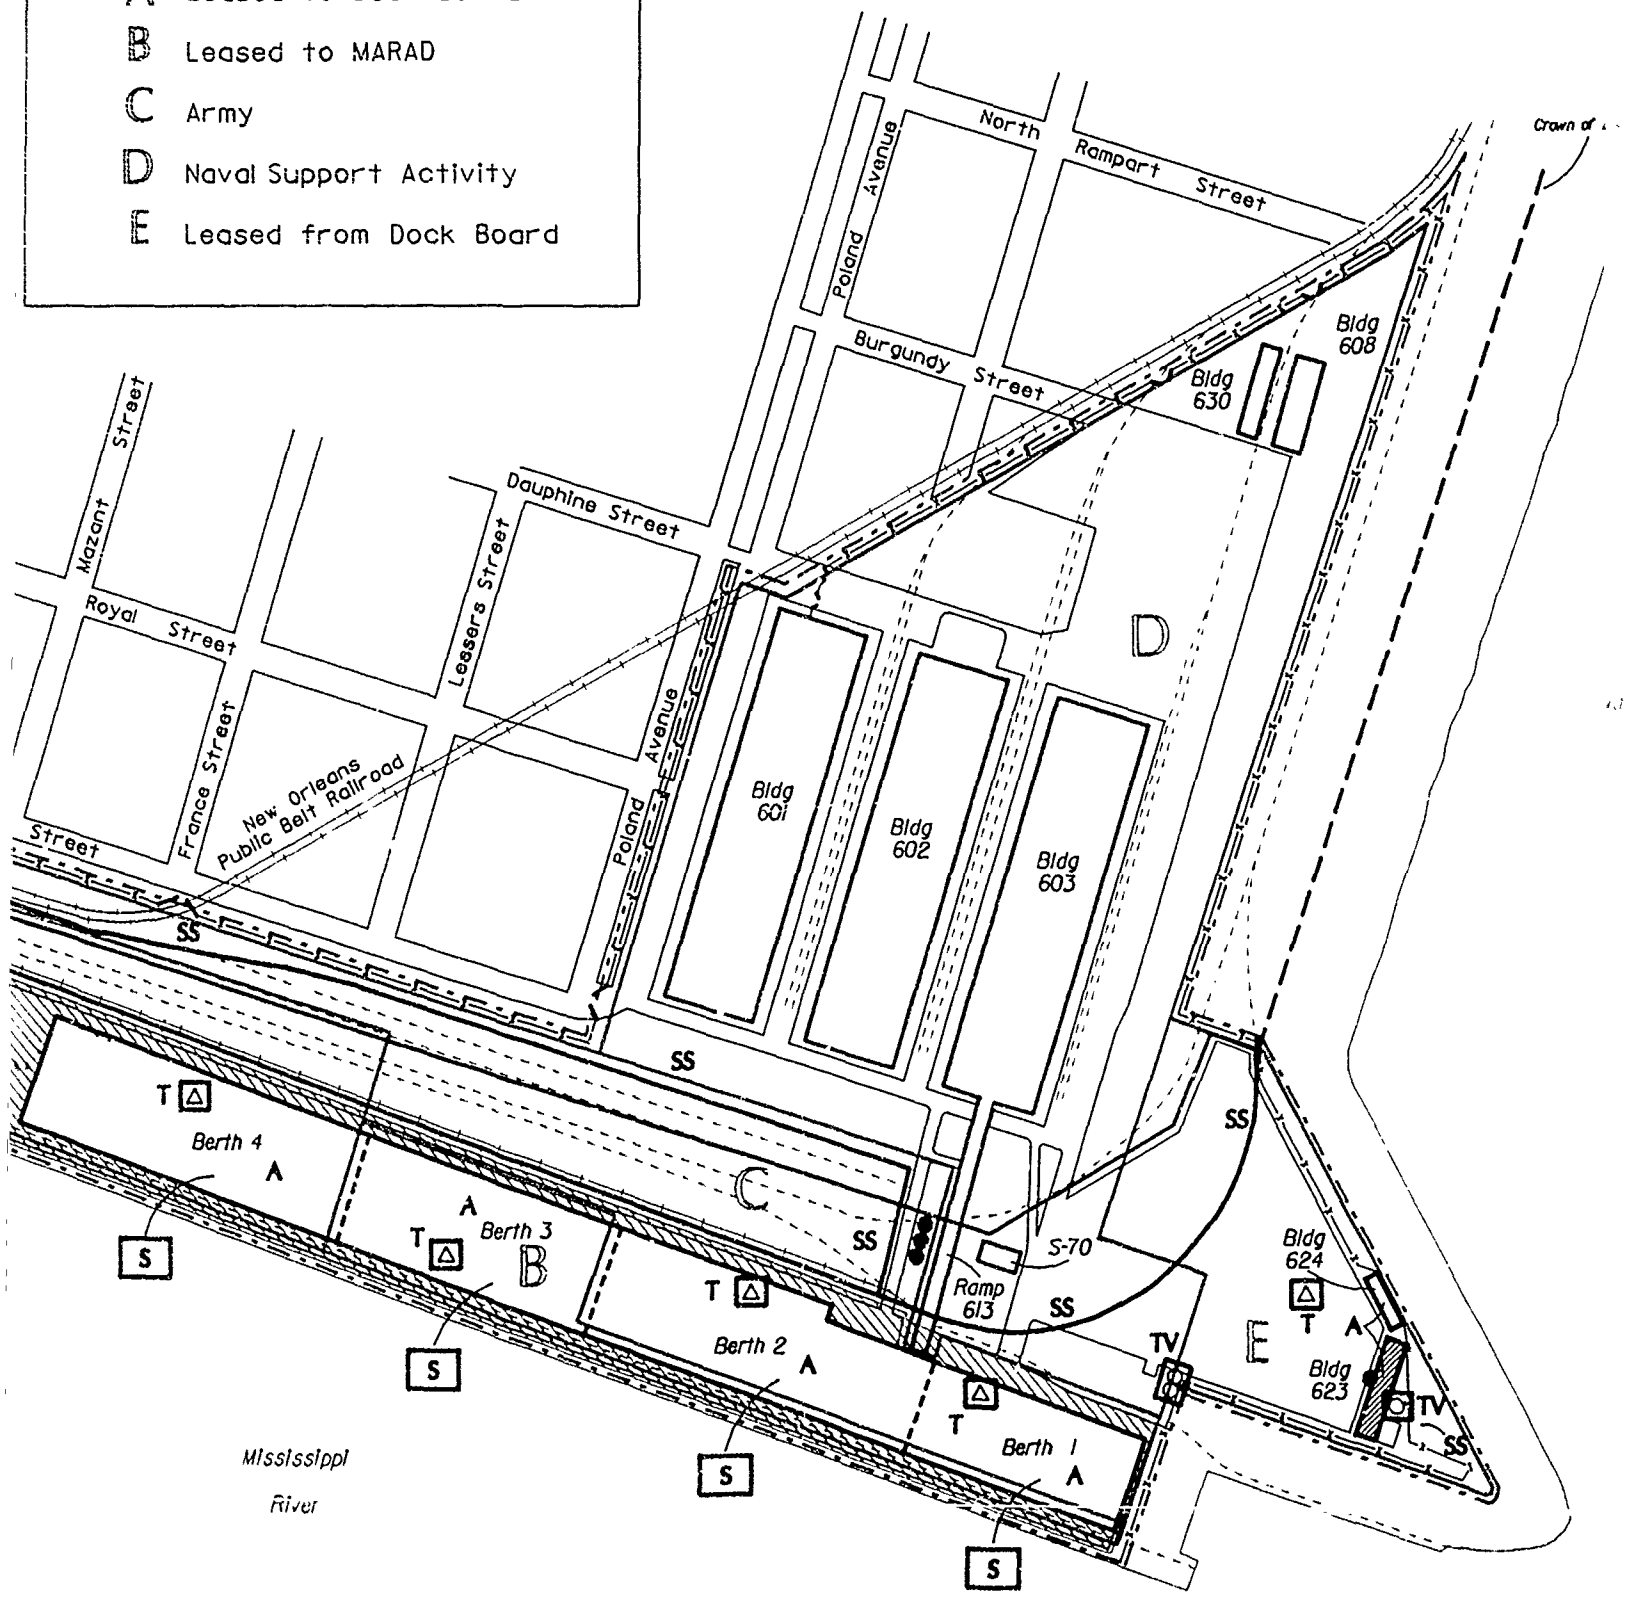 A
B Leased to MARAD
C Army
D Naval Support Activity
E Leased from Dock Board
Crown of
North Rampart Street
Poland Avenue
Burgundy Street
Bldg
608
Bldg
630
Mazant Street
Dauphine Street
Lessers Street
Royal Street
France Street
D
Poland Avenue
New Orleans
Public Belt Railroad
Street
Bldg
601
Bldg
602
Bldg
603
SS
SS
SS
T
Berth 4
A
C
A
Berth 3
T
B
S
SS
S-70
Ramp
613
SS
Bldg
624
T
T
A
E
S
T
Berth 2
A
TV
Bldg
623
TV
SS
S
T
Berth 1
A
Mississippi
River
S